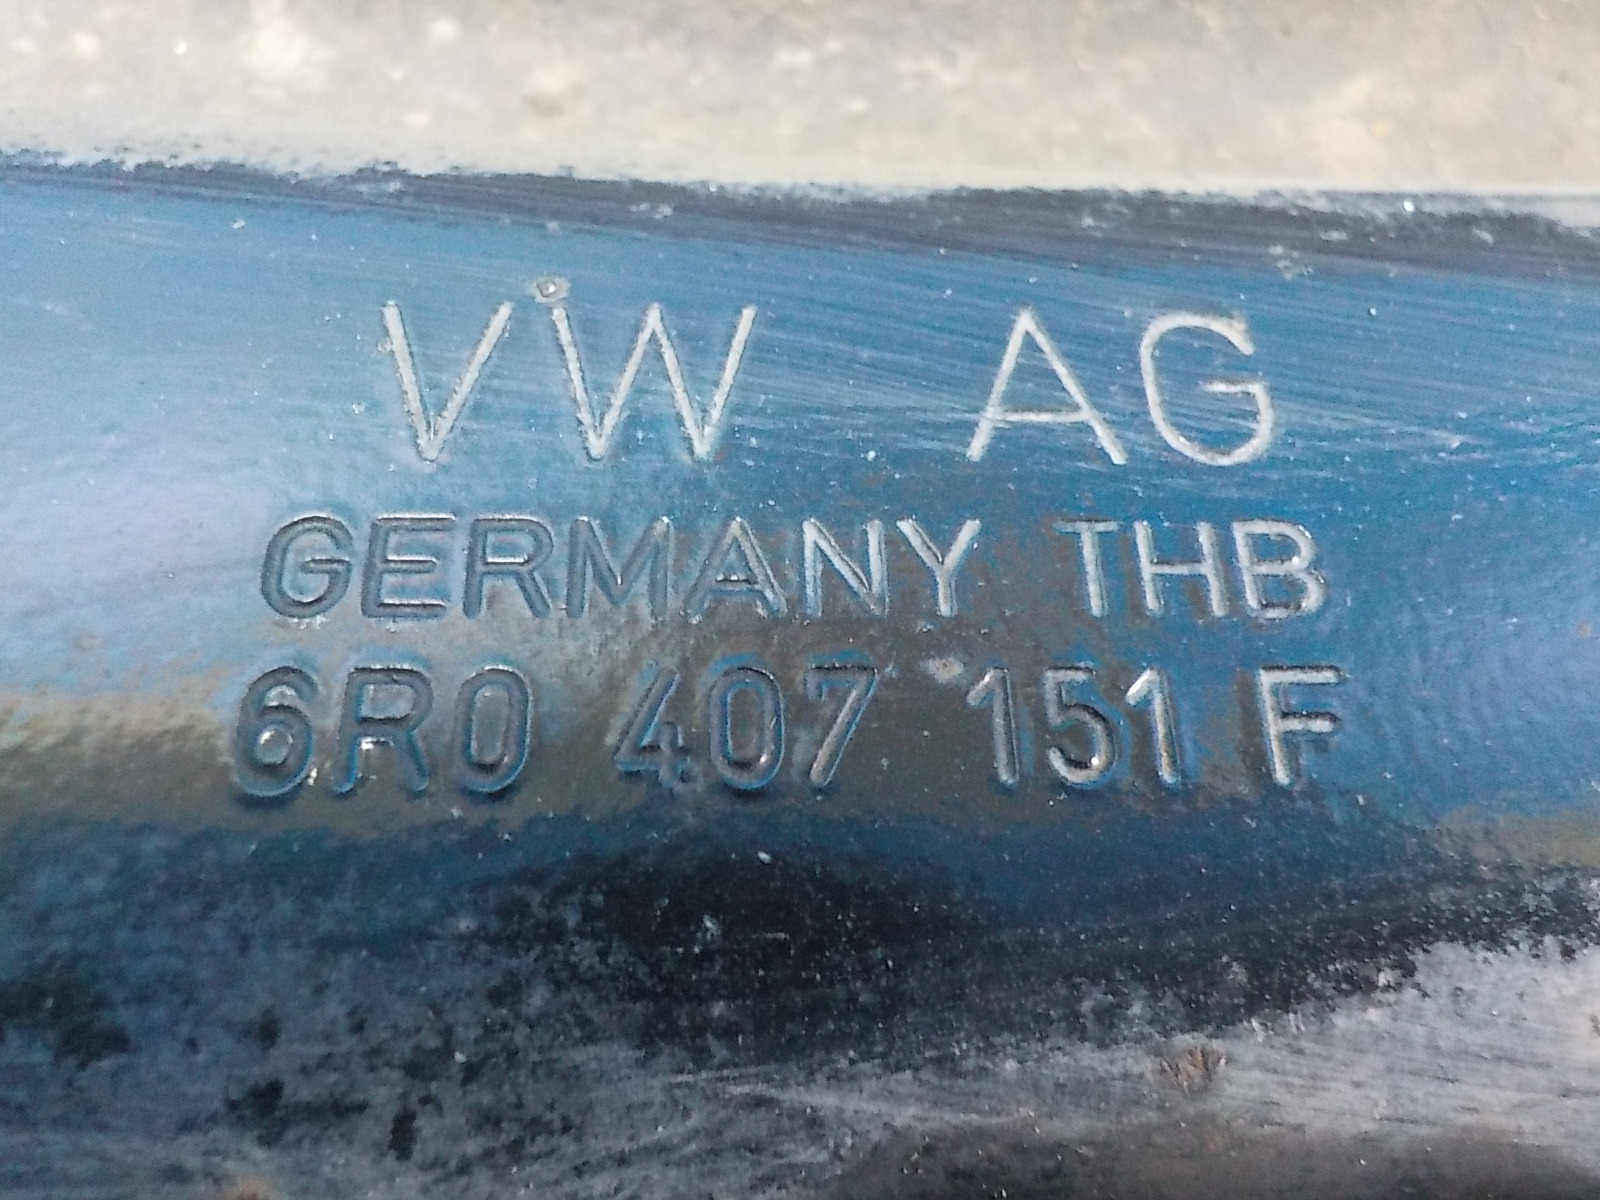 VW AG
GERMANY THB
6R0 407 151 F